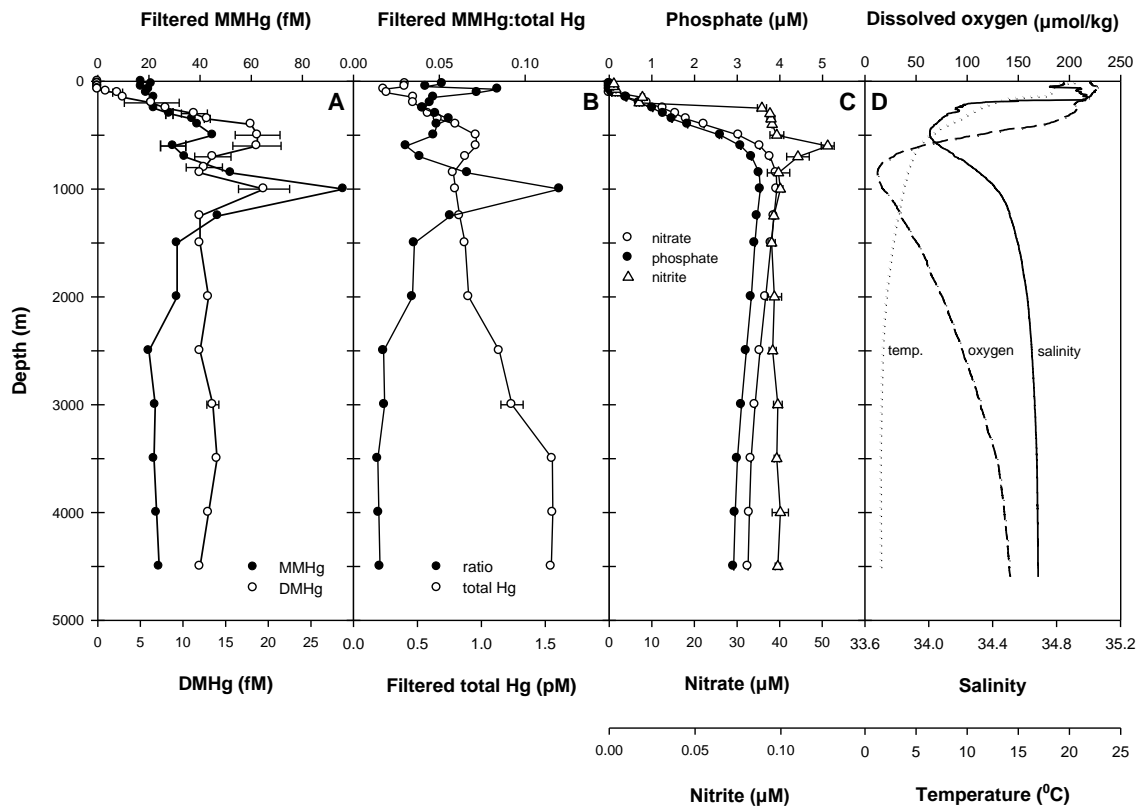 Filtered MMHg (fM) Filtered MMHg:total Hg Phosphate (µM) Dissolved oxygen (µmol/kg)
0 20 40 60 80 0.00 0.05 0.10 0 1 2 3 4 5 0 50 100 150 200 250
A B C D
Depth (m)
0
1000
2000
3000
4000
5000
MMHg
DMHg
ratio
total Hg
nitrate
phosphate
nitrite
temp. oxygen salinity
0 5 10 15 20 25 0.0 0.5 1.0 1.5 0 10 20 30 40 50 33.6 34.0 34.4 34.8 35.2
DMHg (fM) Filtered total Hg (pM) Nitrate (µM) Salinity
0.00 0.05 0.10 0 5 10 15 20 25
Nitrite (µM) Temperature (⁰C)